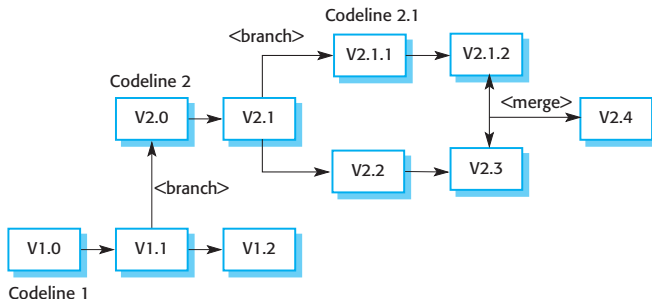 Codeline 2.1
<branch>
V2.1.1
V2.1.2
Codeline 2
<merge>
V2.0
V2.1
V2.4
V2.2
V2.3
<branch>
V1.0
V1.1
V1.2
Codeline 1